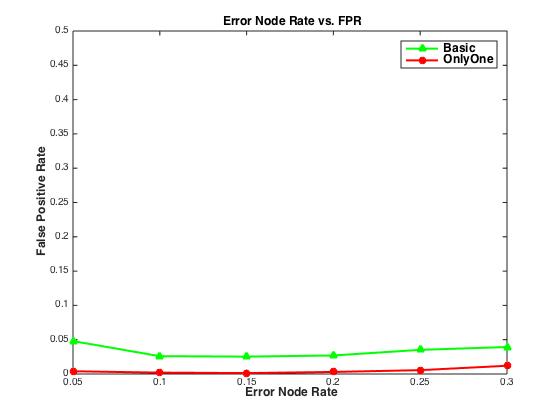 Error Node Rate vs. FPR
Basic
OnlyOne
False Positive Rate
0.5
0.45
0.4
0.35
0.3
0.25
0.2
0.15
0.1
0.05
0
0.05 0.1 0.15 0.2 0.25 0.3
Error Node Rate